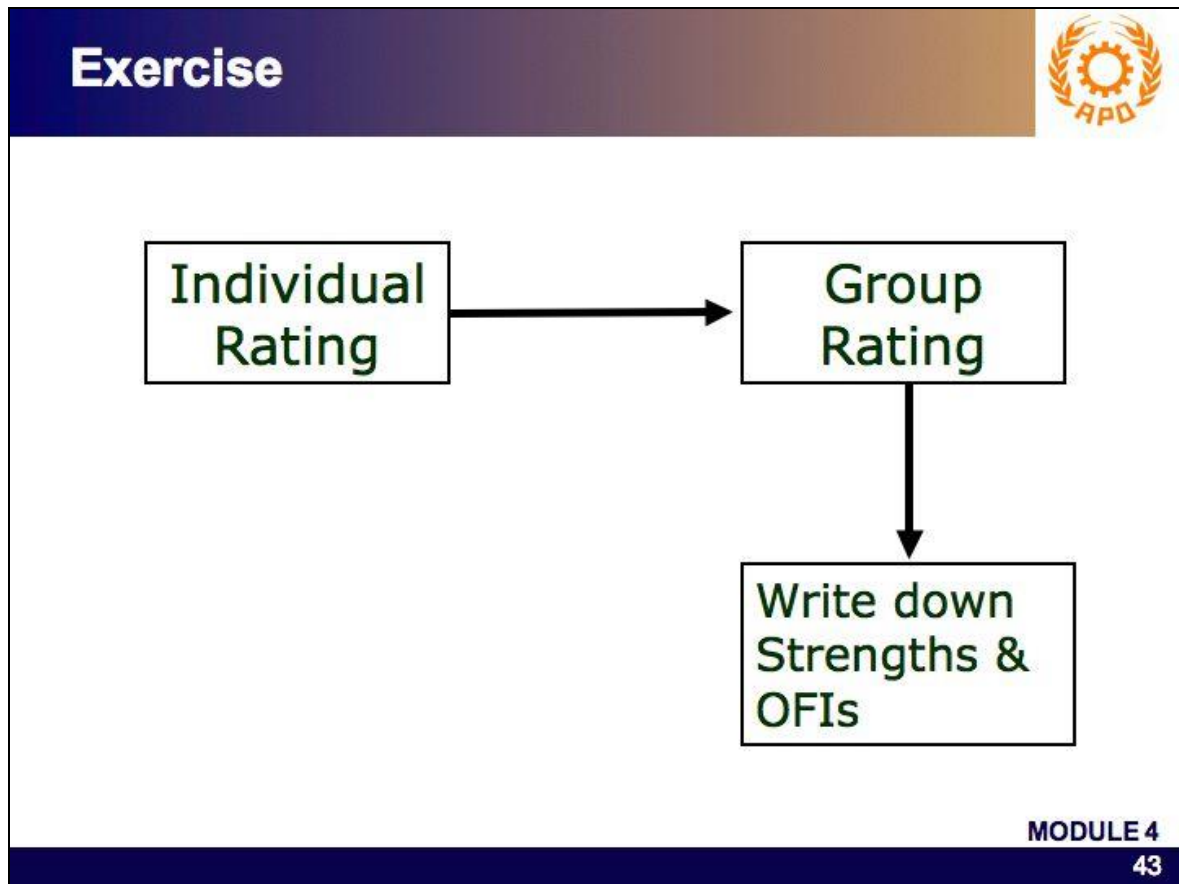 Exercise
APO
Individual
Rating
Group
Rating
Write down
Strengths &
OFIs
MODULE 4
43